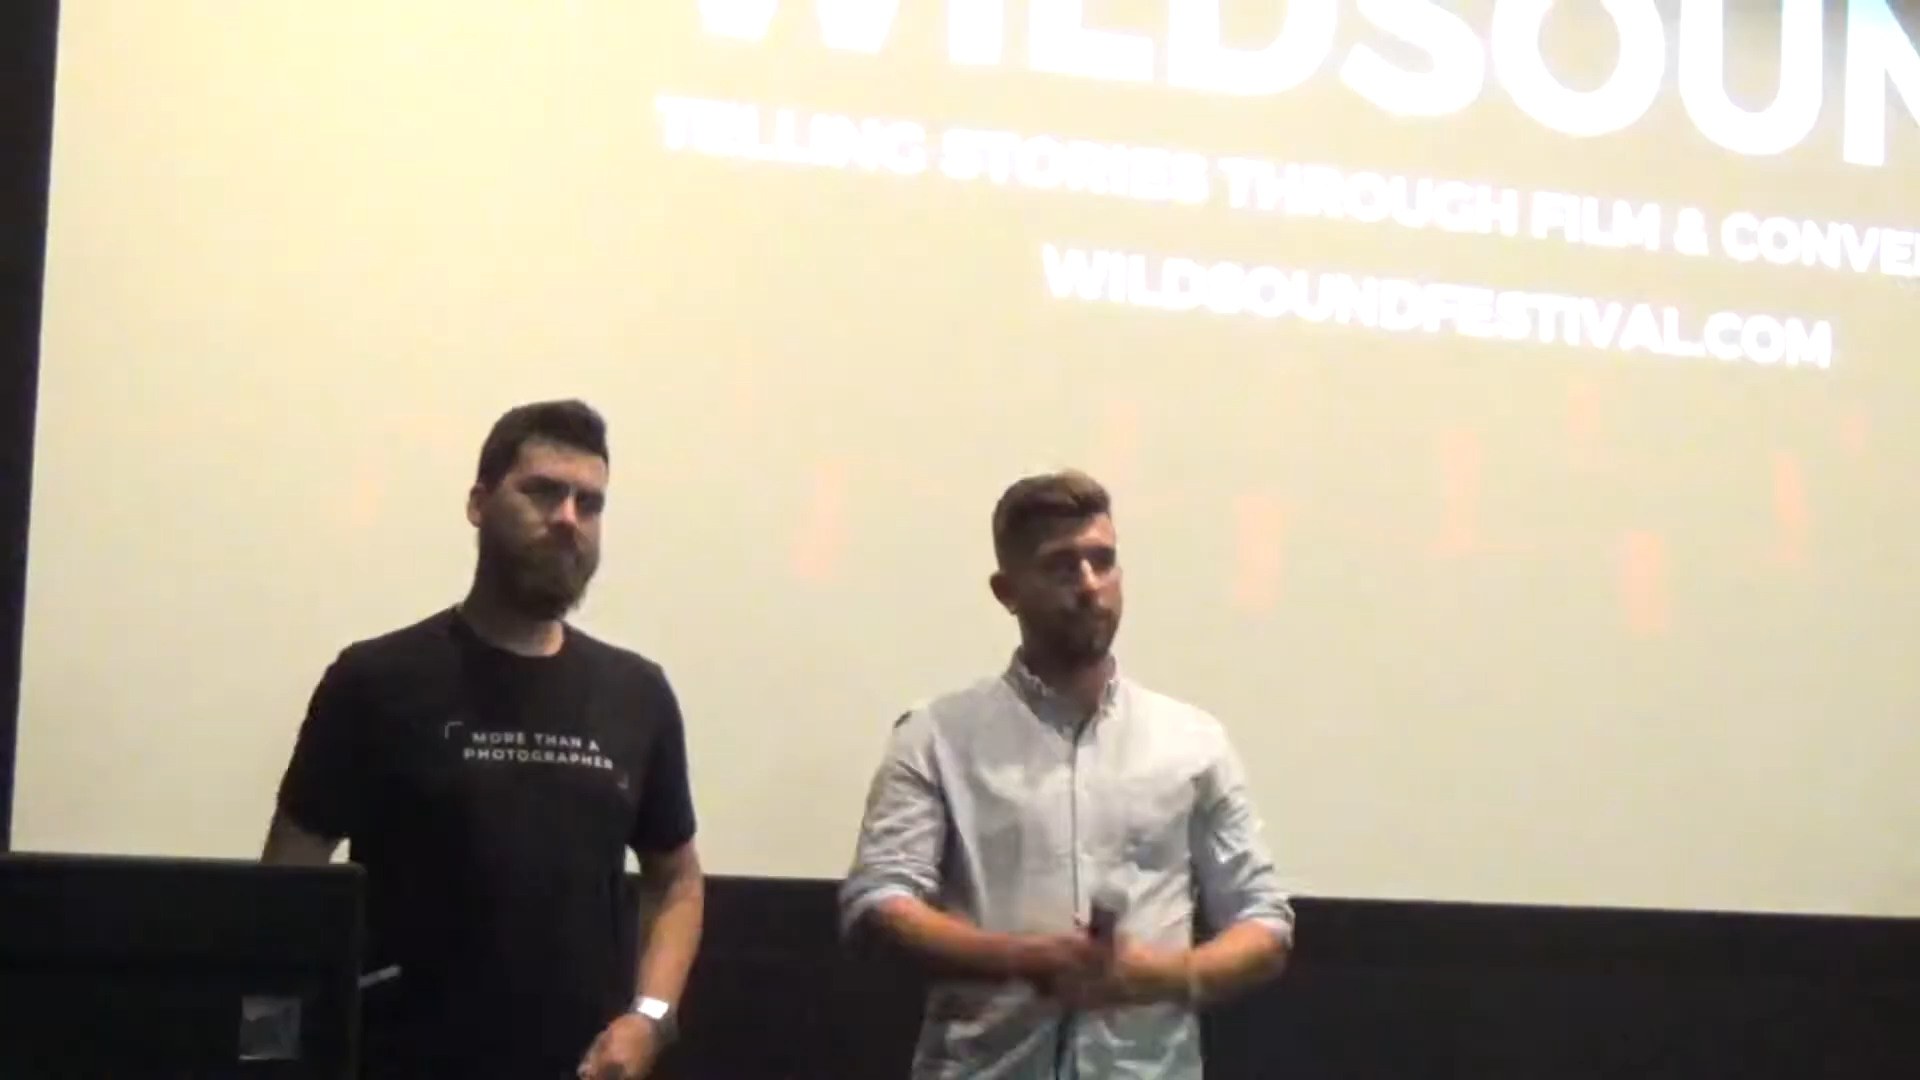 WILDSOUN
TELLING STORIES THROUGH FILM & CONVE
WILDSOUNDFESTIVAL.COM
MORE THAN A
PHOTOGRAPHER